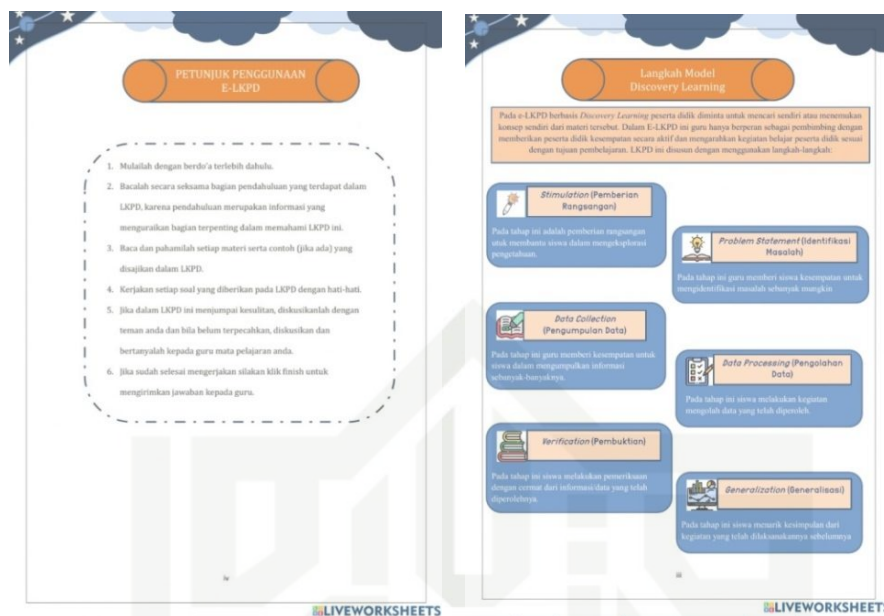 PETUNJUK PENGGUNAAN
E-LKPD
1. Mulailah dengan berdo'a terlebih dahulu.
2. Bacalah secara seksama bagian pendahuluan yang terdapat dalam
LKPD, karena pendahuluan merupakan informasi yang
menguraikan bagian terpenting dalam memahami LKPD ini.
3. Baca dan pahamilah setiap materi serta contoh (jika ada) yang
disajikan dalam LKPD.
4. Kerjakan setiap soal yang diberikan pada LKPD dengan hati-hati.
5. Jika dalam LKPD ini menjumpai kesulitan, diskusikanlah dengan
teman anda dan bila belum terpecahkan, diskusikan dan
bertanyalah kepada guru mata pelajaran anda.
6. Jika sudah selesai mengerjakan silakan klik finish untuk
mengirimkan jawaban kepada guru.
iv
LIVEWORKSHEETS
Langkah Model
Discovery Learning
Pada e-LKPD berbasis Discovery Learning peserta didik diminta untuk mencari sendiri atau menemukan
konsep sendiri dari materi tersebut. Dalam E-LKPD ini guru hanya berperan sebagai pembimbing dengan
memberikan peserta didik kesempatan secara aktif dan mengarahkan kegiatan belajar peserta didik sesuai
dengan tujuan pembelajaran. LKPD ini disusun dengan menggunakan langkah-langkah:
Stimulation (Pemberian
Rangsangan)
Pada tahap ini adalah pemberian rangsangan
utuk membantu siswa dalam mengeksplorasi
pengetahuan.
Problem Statement (Identifikasi
Masalah)
Pada tahap ini guru memberi siswa kesempatan untuk
mengidentifikasi masalah sebanyak mungkin
Data Collection
(Pengumpulan Data)
Pada tahap ini guru memberi kesempatan untuk
siswa dalam mengumpulkan informasi
sebanyak-banyaknya.
Data Processing (Pengolahan
Data)
Pada tahap ini siswa melakukan kegiatan
mengolah data yang telah diperoleh.
Verification (Pembuktian)
Pada tahap ini siswa melakukan pemeriksaan
dengan cermat dari informasi/data yang telah
diperolehnya.
Generalization (Generalisasi)
Pada tahap ini siswa menarik kesimpulan dari
kegiatan yang telah dilaksanakannya sebelumnya
iii
LIVEWORKSHEETS